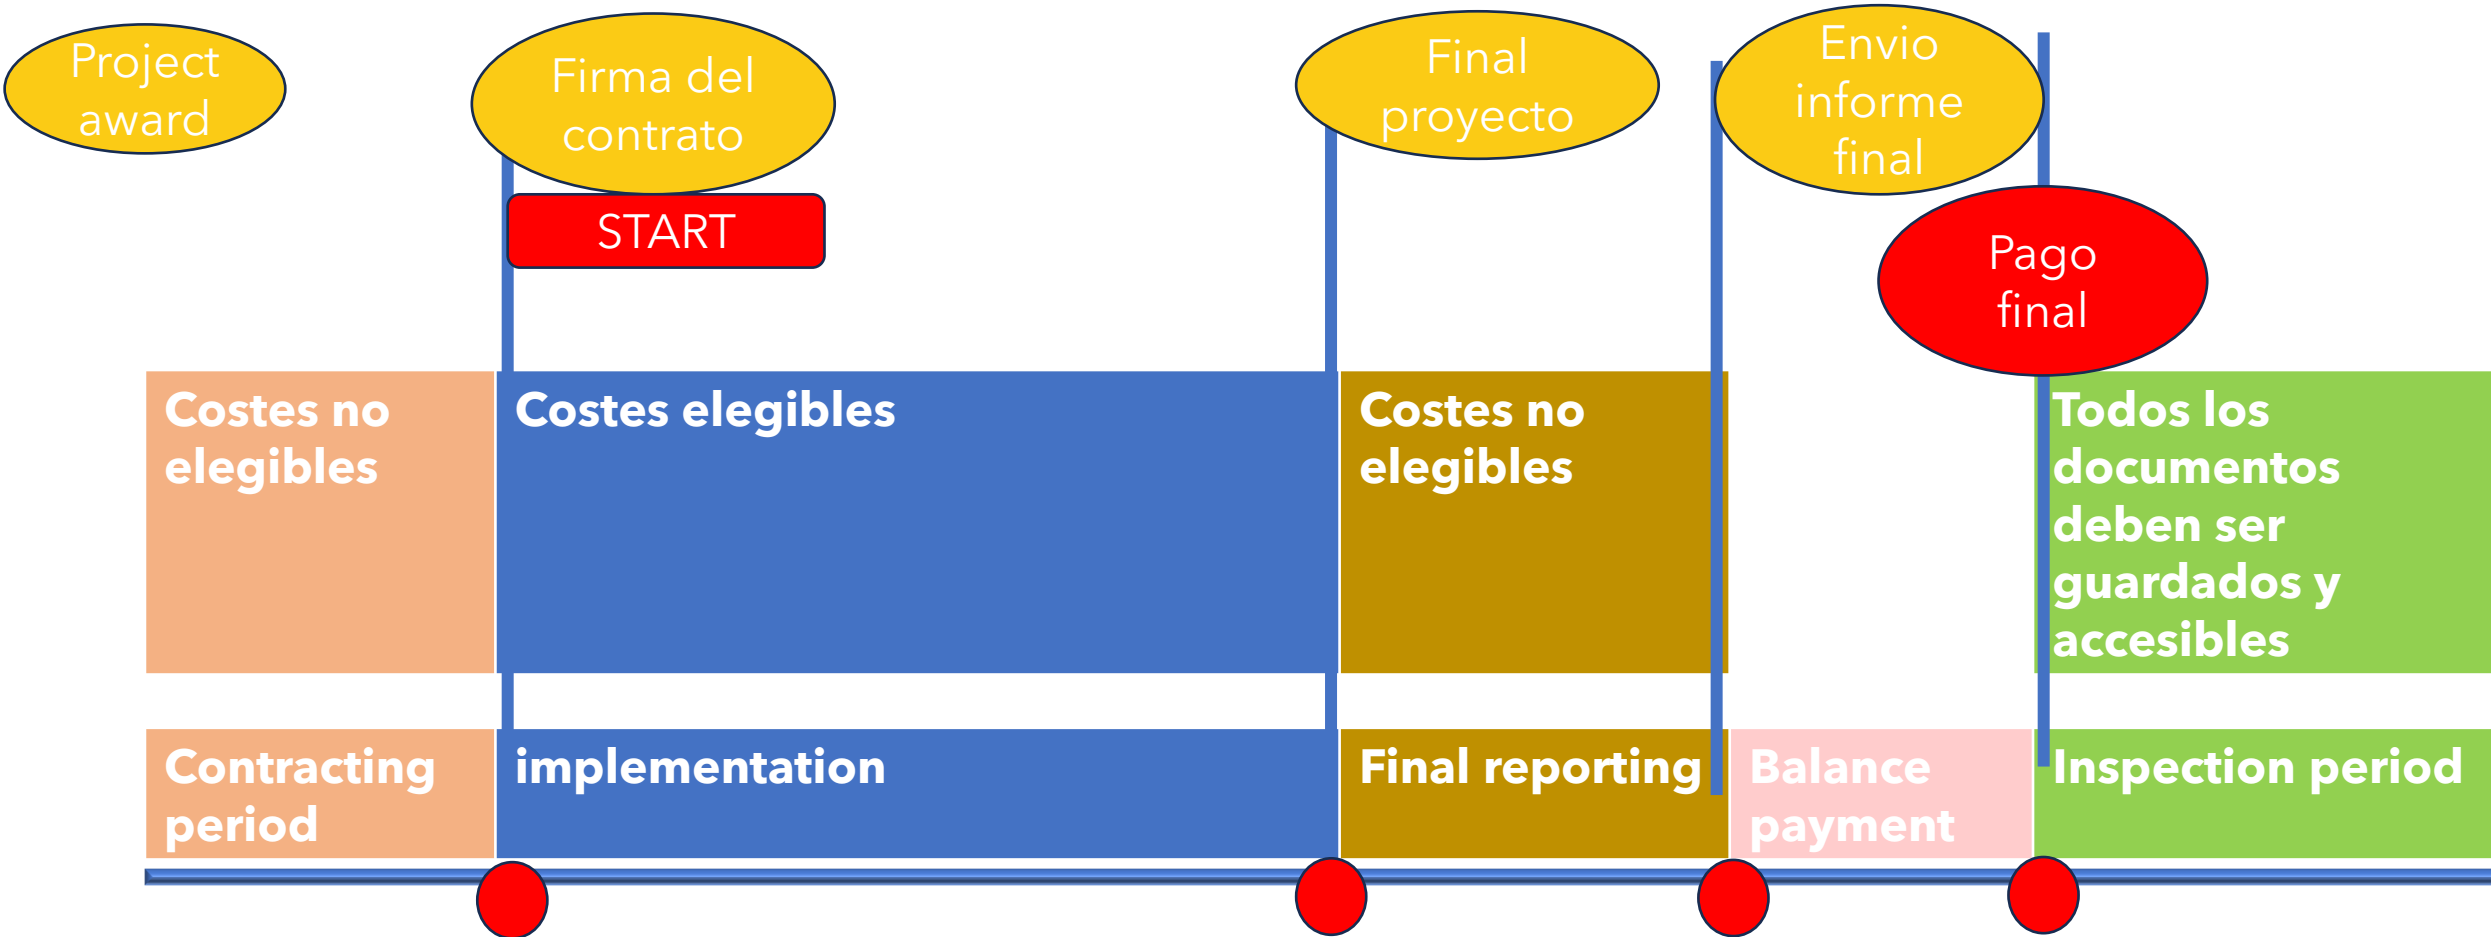 Project
award
Firma del
contrato
START
Final
proyecto
Envio
informe
final
Pago
final
Costes no
elegibles
Costes elegibles
Costes no
elegibles
Todos los
documentos
deben ser
guardados y
accesibles
Contracting
period
implementation
Final reporting
Balance
payment
Inspection period